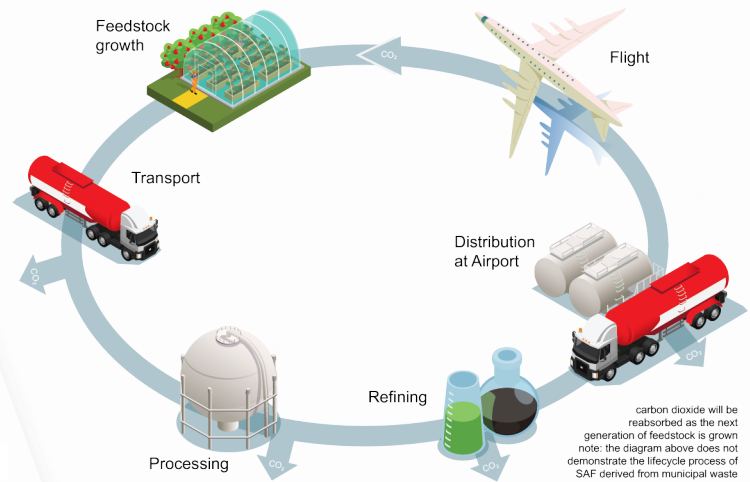 Feedstock
growth
CO₂
Flight
Transport
Distribution
at Airport
CO₂
CO₂
Refining
Processing
CO₂
CO₂
carbon dioxide will be
reabsorbed as the next
generation of feedstock is grown
note: the diagram above does not
demonstrate the lifecycle process of
SAF derived from municipal waste